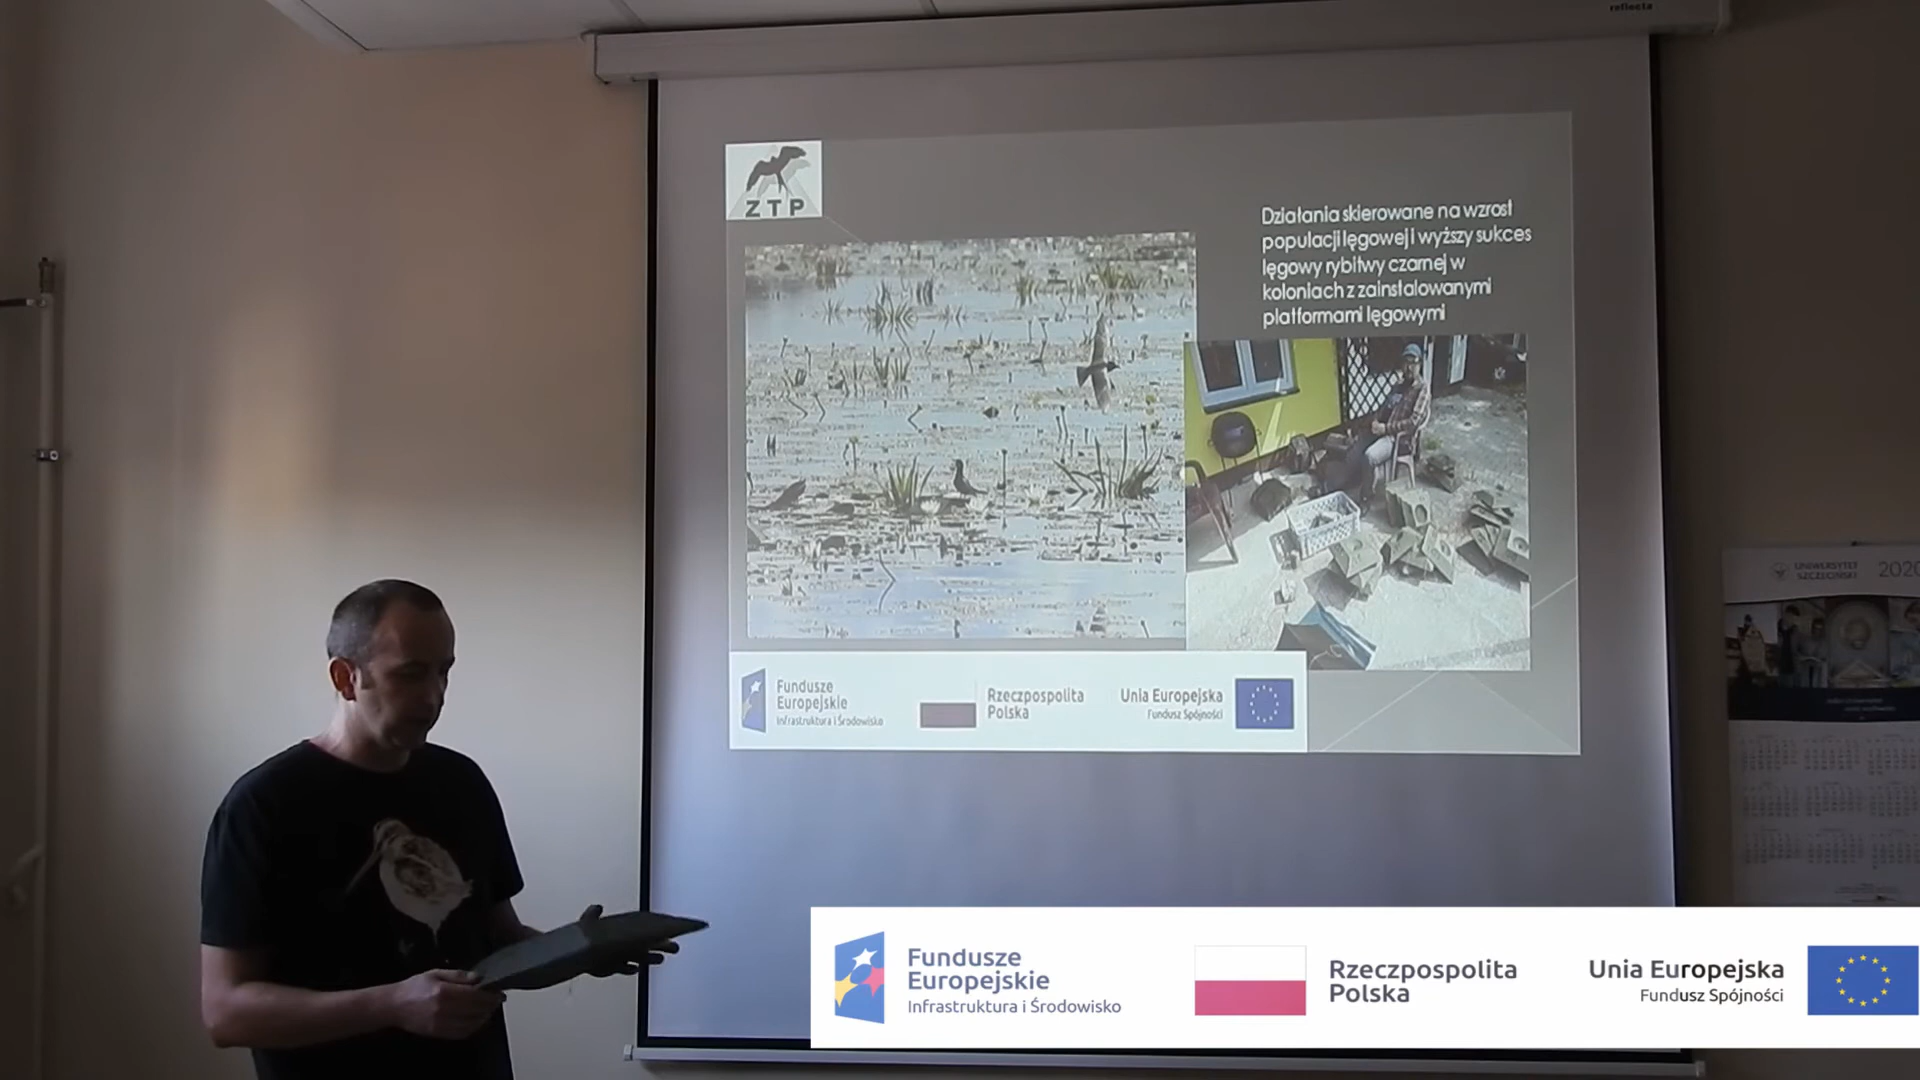 reflecta
ZTP
Działania skierowane na wzrost
populacji lęgowej i wyższy sukces
lęgowy rybitwy czarnej w
koloniach z zainstalowanymi
platformami lęgowymi
Fundusze
Europejskie
Infrastruktura i Środowisko
Rzeczpospolita
Polska
Unia Europejska
Fundusz Spójności
UNIWERSYTET
SZCZECIŃSKI
2020
Fundusze
Europejskie
Infrastruktura i Środowisko
Rzeczpospolita
Polska
Unia Europejska
Fundusz Spójności